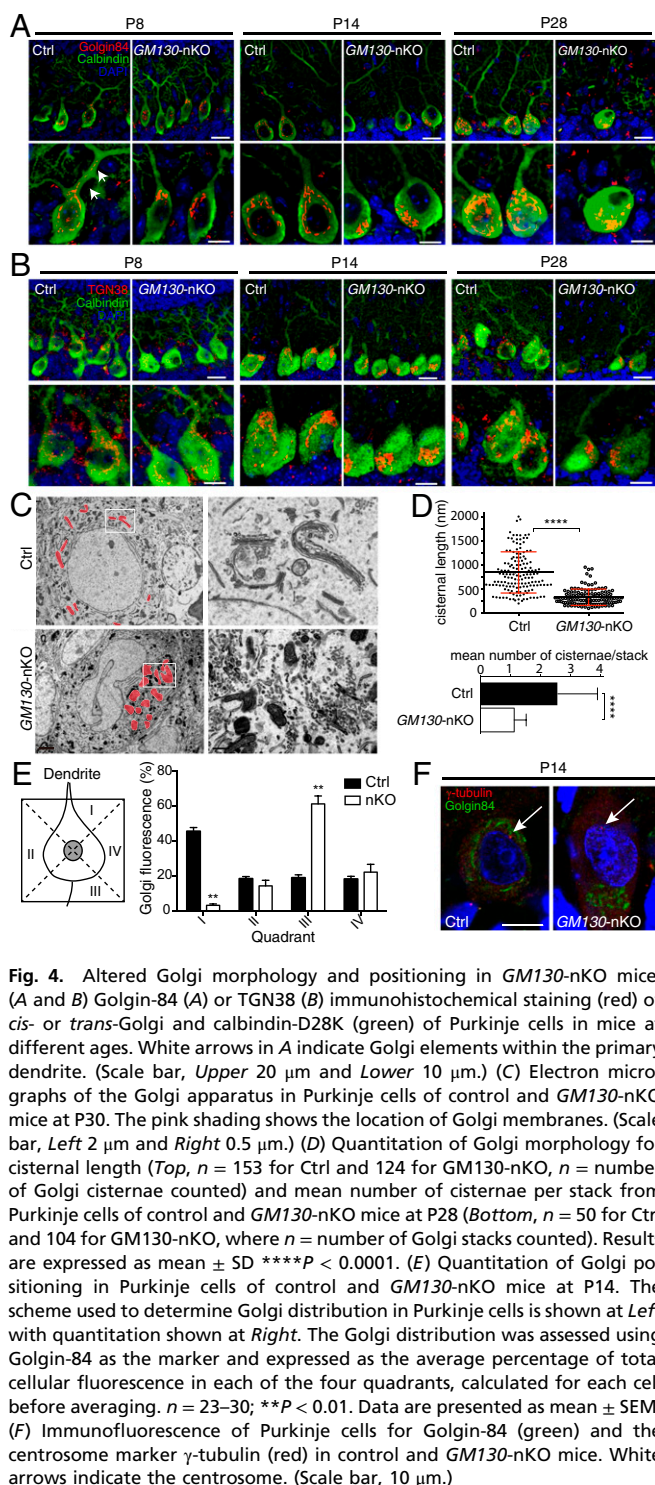 A
P8
P14
P28
Ctrl
GM130-nKO
Ctrl
GM130-nKO
Ctrl
GM130-nKO
Golgin84
Calbindin
DAPI
B
P8
P14
P28
Ctrl
GM130-nKO
Ctrl
GM130-nKO
Ctrl
GM130-nKO
TGN38
Calbindin
C
Ctrl
GM130-nKO
D
cisternal length (nm)
2000
1500
1000
500
0
****
Ctrl
GM130-nKO
mean number of cisternae/stack
0 1 2 3 4
Ctrl
GM130-nKO
****
E
Dendrite
I
II
IV
III
Golgi fluorescence (%)
80
60
40
20
0
Ctrl
nKO
**
**
I II III IV
Quadrant
F
P14
γ-tubulin
Golgin84
Ctrl
GM130-nKO
Fig. 4. Altered Golgi morphology and positioning in GM130-nKO mice
(A and B) Golgin-84 (A) or TGN38 (B) immunohistochemical staining (red) o
cis- or trans-Golgi and calbindin-D28K (green) of Purkinje cells in mice at
different ages. White arrows in A indicate Golgi elements within the primary
dendrite. (Scale bar, Upper 20 μm and Lower 10 μm.) (C) Electron micro-
graphs of the Golgi apparatus in Purkinje cells of control and GM130-nKO
mice at P30. The pink shading shows the location of Golgi membranes. (Scale
bar, Left 2 μm and Right 0.5 μm.) (D) Quantitation of Golgi morphology fo
cisternal length (Top, n = 153 for Ctrl and 124 for GM130-nKO, n = number
of Golgi cisternae counted) and mean number of cisternae per stack from
Purkinje cells of control and GM130-nKO mice at P28 (Bottom, n = 50 for Ctr
and 104 for GM130-nKO, where n = number of Golgi stacks counted). Result
are expressed as mean ± SD ****P < 0.0001. (E) Quantitation of Golgi po-
sitioning in Purkinje cells of control and GM130-nKO mice at P14. The
scheme used to determine Golgi distribution in Purkinje cells is shown at Left
with quantitation shown at Right. The Golgi distribution was assessed using
Golgin-84 as the marker and expressed as the average percentage of tota
cellular fluorescence in each of the four quadrants, calculated for each cel
before averaging. n = 23–30; **P < 0.01. Data are presented as mean ± SEM
(F) Immunofluorescence of Purkinje cells for Golgin-84 (green) and the
centrosome marker γ-tubulin (red) in control and GM130-nKO mice. White
arrows indicate the centrosome. (Scale bar, 10 μm.)